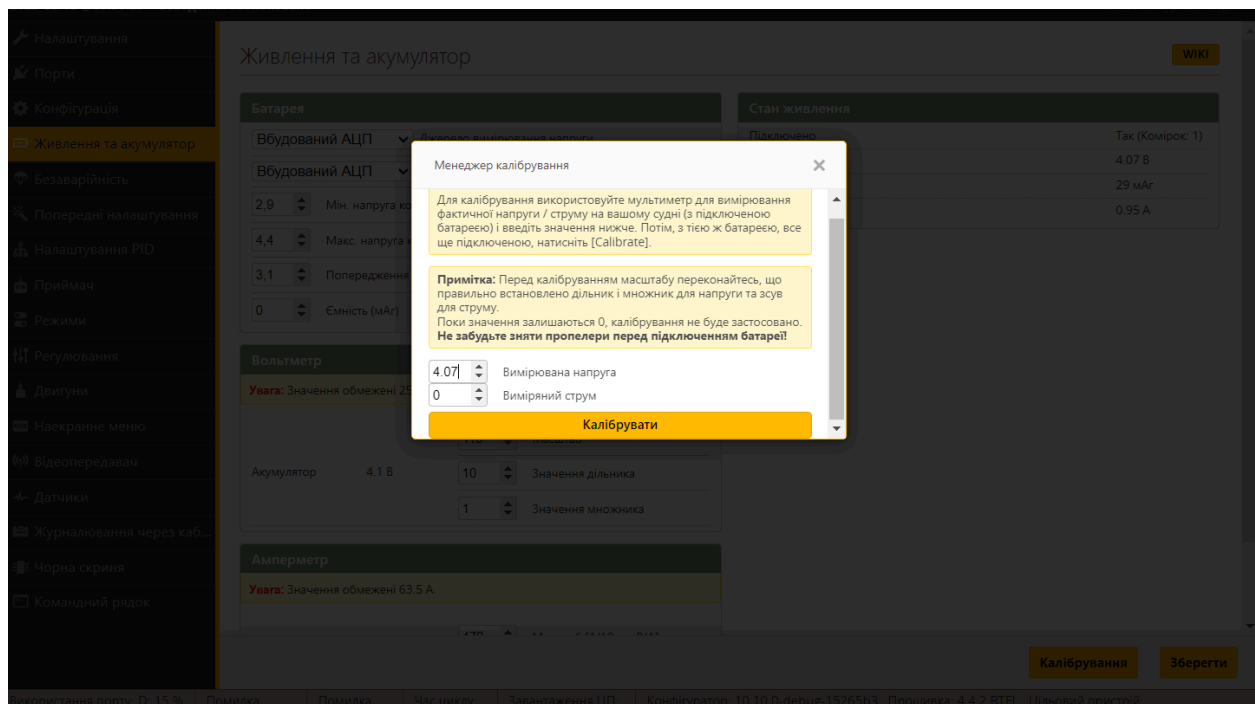 Налаштування
Порти
Конфігурація
Живлення та акумулятор
Безаварійність
Попередні налаштування
Налаштування PID
Приймач
Режими
Регулювання
Двигуни
Наекранне меню
Відеопередавач
Датчики
Журналювання через каб...
Чорна скриня
Командний рядок
Живлення та акумулятор
WIKI
Батарея
Вбудований АЦП
Джерело вимірювання напруги
Вбудований АЦП
2,9
Мін. напруга ко
4,4
Макс. напруга к
3,1
Попередження
0
Ємність (мАг)
Стан живлення
Підключено
Так (Комірок: 1)
4.07 В
29 мАг
0.95 А
Менеджер калібрування
Для калібрування використовуйте мультиметр для вимірювання
фактичної напруги / струму на вашому судні (з підключеною
батареєю) і введіть значення нижче. Потім, з тією ж батареєю, все
ще підключеною, натисніть [Calibrate].
Примітка: Перед калібруванням масштабу переконайтесь, що
правильно встановлено дільник і множник для напруги та зсув
для струму.
Поки значення залишаються 0, калібрування не буде застосовано.
Не забудьте зняти пропелери перед підключенням батареї!
4.07
Вимірювана напруга
0
Виміряний струм
Калібрувати
Вольтметр
Увага: Значення обмежені 25
Масштаб
Акумулятор
4.1 В
10
Значення дільника
1
Значення множника
Амперметр
Увага: Значення обмежені 63.5 А
Калібрування
Зберегти
Використання порту: D: 15 %
Помилка
Помилка
Час циклу:
Завантаження ЦП:
Конфігуратор: 10.10.0-debug-15265b3
Прошивка: 4.4.2 BTFL
Цільовий пристрій